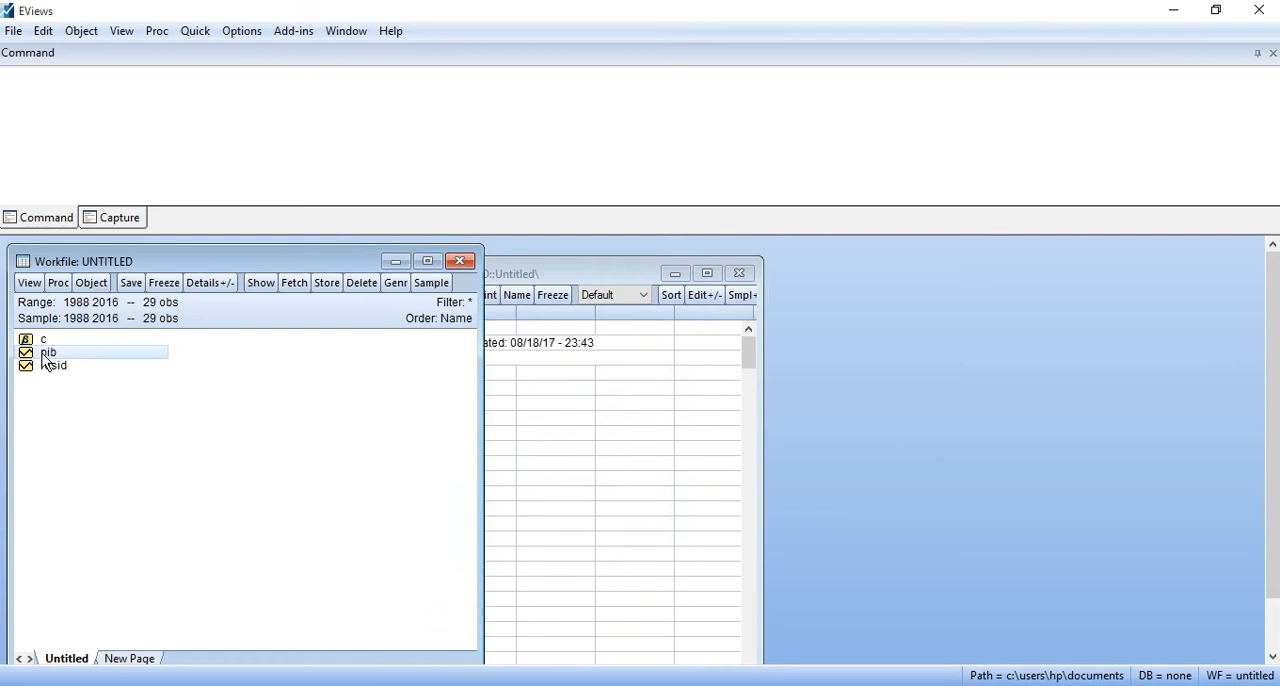 EViews
File Edit Object View Proc Quick Options Add-ins Window Help
Command
Command Capture
Workfile: UNTITLED
View Proc Object Save Freeze Details+/- Show Fetch Store Delete Genr Sample
Range: 1988 2016 -- 29 obs Filter: *
Sample: 1988 2016 -- 29 obs Order: Name
c
pib
Untitled New Page
::Untitled\
Name Freeze Default Sort Edit+/- Smpl+
08/18/17 - 23:43
Path = c:\users\hp\documents DB = none WF = untitled